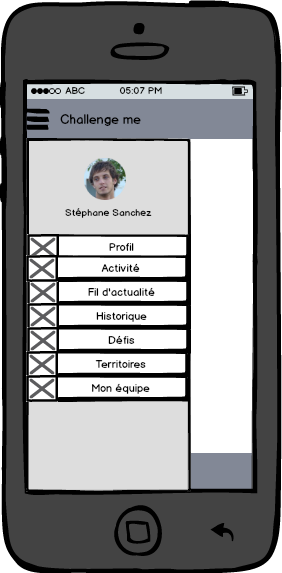 ABC 05:07 PM
Challenge me
Stéphane Sanchez
Profil
Activité
Fil d'actualité
Historique
Défis
Territoires
Mon équipe